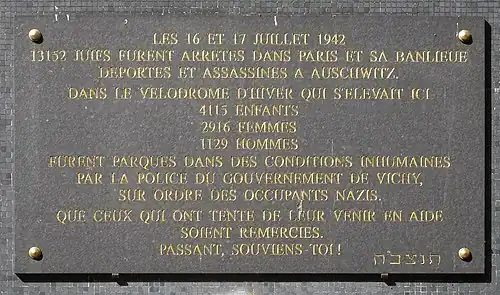 LES 16 ET 17 JUILLET 1942
13152 JUIFS FURENT ARRETES DANS PARIS ET SA BANLIEUE
DEPORTES ET ASSASSINES A AUSCHWITZ.
DANS LE VELODROME D'HIVER QUI S'ELEVAIT ICI
4115 ENFANTS
2916 FEMMES
1129 HOMMES
FURENT PARQUES DANS DES CONDITIONS INHUMAINES
PAR LA POLICE DU GOUVERNEMENT DE VICHY,
SUR ORDRE DES OCCUPANTS NAZIS.
QUE CEUX QUI ONT TENTE DE LEUR VENIR EN AIDE
SOIENT REMERCIES.
PASSANT, SOUVIENS-TOI !
תנצבה